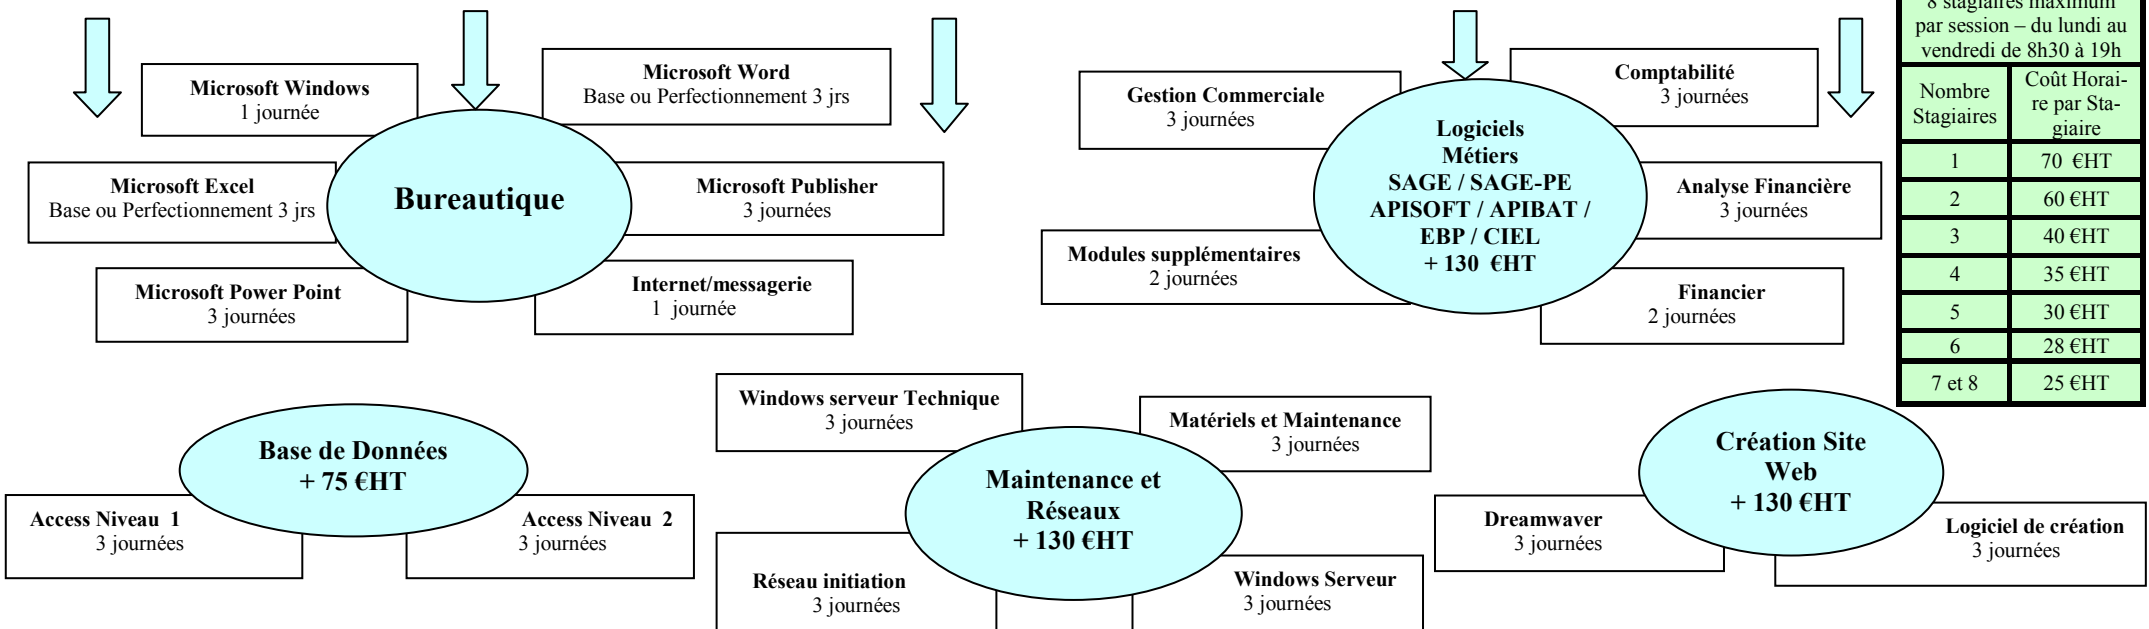 Microsoft Windows
1 journée
Microsoft Word
Base ou Perfectionnement 3 jrs
Microsoft Excel
Base ou Perfectionnement 3 jrs
Bureautique
Microsoft Publisher
3 journées
Microsoft Power Point
3 journées
Internet/messagerie
1 journée
Gestion Commerciale
3 journées
Comptabilité
3 journées
Logiciels
Métiers
SAGE / SAGE-PE
APISOFT / APIBAT /
EBP / CIEL
+ 130 €HT
Analyse Financière
3 journées
Modules supplémentaires
2 journées
Financier
2 journées
8 stagiaires maximum
par session – du lundi au
vendredi de 8h30 à 19h
Nombre
Stagiaires
Coût Horai-
re par Sta-
giaire
1 70 €HT
2 60 €HT
3 40 €HT
4 35 €HT
5 30 €HT
6 28 €HT
7 et 8 25 €HT
Base de Données
+ 75 €HT
Access Niveau 1
3 journées
Access Niveau 2
3 journées
Windows serveur Technique
3 journées
Matériels et Maintenance
3 journées
Maintenance et
Réseaux
+ 130 €HT
Réseau initiation
3 journées
Windows Serveur
3 journées
Création Site
Web
+ 130 €HT
Dreamwaver
3 journées
Logiciel de création
3 journées